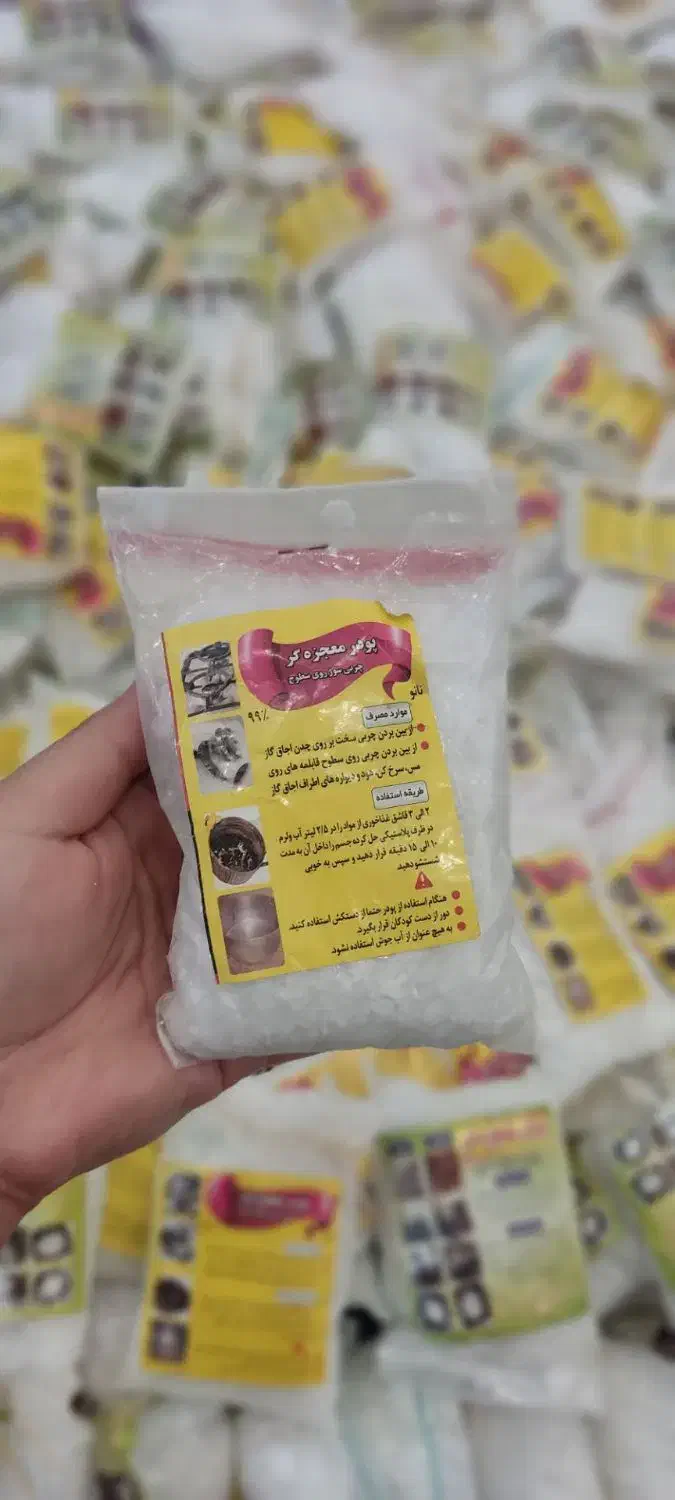 پودر معجزه گر
چربی سوز روی سطوح
نانو
۹۹٪
موارد مصرف
از بین بردن چربی سخت بر روی چدن اجاق گاز
از بین بردن چربی روی سطوح قابلمه های روی
مس، سرخ کن، هود و دیواره های اطراف اجاق گاز
طریقه استفاده
۲ الی ۳ قاشق غذاخوری از مواد را در ۲/۵ لیتر آب ولرم
در ظرف پلاستیکی حل کرده جسم را داخل آن به مدت
۱۰ الی ۱۵ دقیقه قرار دهید و سپس به خوبی
شستشو دهید
هنگام استفاده از پودر حتما از دستکش استفاده کنید.
دور از دست کودکان قرار بگیرد.
به هیچ عنوان از آب جوش استفاده نشود.